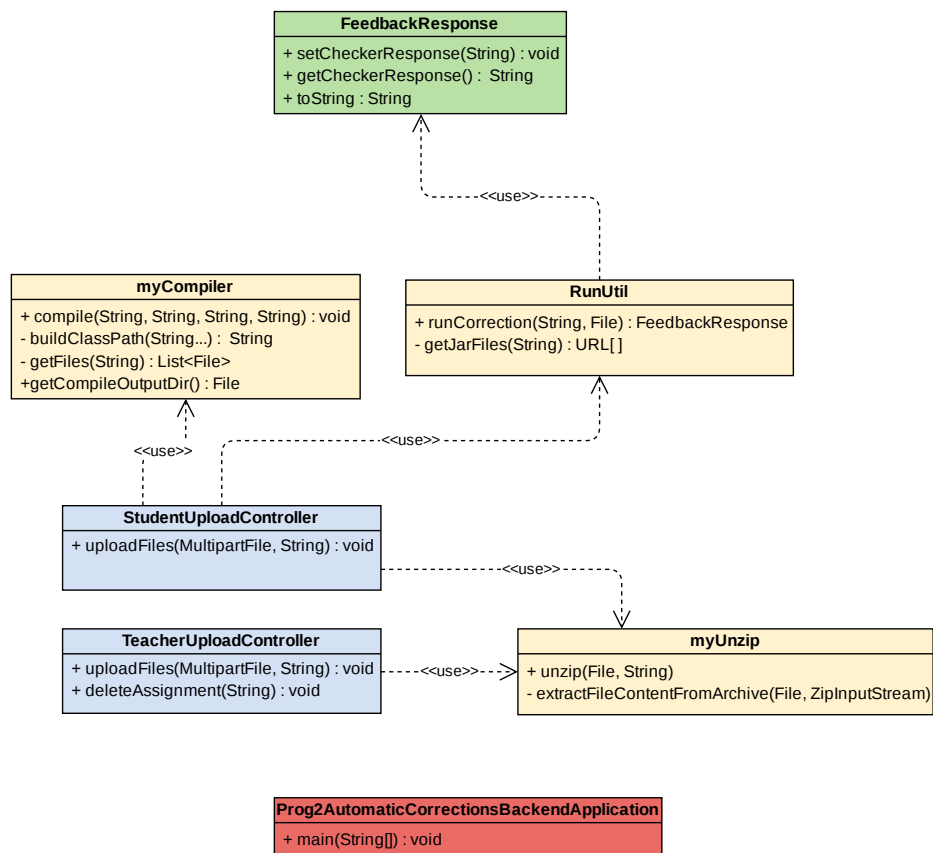 FeedbackResponse
+ setCheckerResponse(String) : void
+ getCheckerResponse() :  String
+ toString : String
<<use>>
myCompiler
+ compile(String, String, String, String) : void
- buildClassPath(String...) :  String
- getFiles(String) : List<File>
+getCompileOutputDir() : File
RunUtil
+ runCorrection(String, File) : FeedbackResponse
- getJarFiles(String) : URL[ ]
<<use>>
<<use>>
StudentUploadController
+ uploadFiles(MultipartFile, String) : void
<<use>>
TeacherUploadController
+ uploadFiles(MultipartFile, String) : void
+ deleteAssignment(String) : void
<<use>>
myUnzip
+ unzip(File, String)
- extractFileContentFromArchive(File, ZipInputStream)
Prog2AutomaticCorrectionsBackendApplication
+ main(String[]) : void